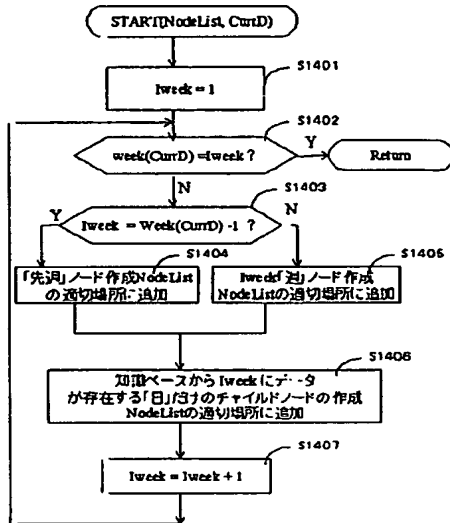 START(NodeList, CurrD)
S1401
Iweek = 1
S1402
week(CurrD) =Iweek ?
Y
Return
N
S1403
Y
Iweek = Week(CurrD) -1 ?
N
S1404
S1405
「先週」ノード作成NodeList
の適切場所に追加
Iweek「週」ノード作成
NodeListの適切場所に追加
S1406
知識ベースから Iweek にデータ
が存在する「日」だけのチャイルドノードの作成
NodeListの適切場所に追加
S1407
Iweek = Iweek + 1